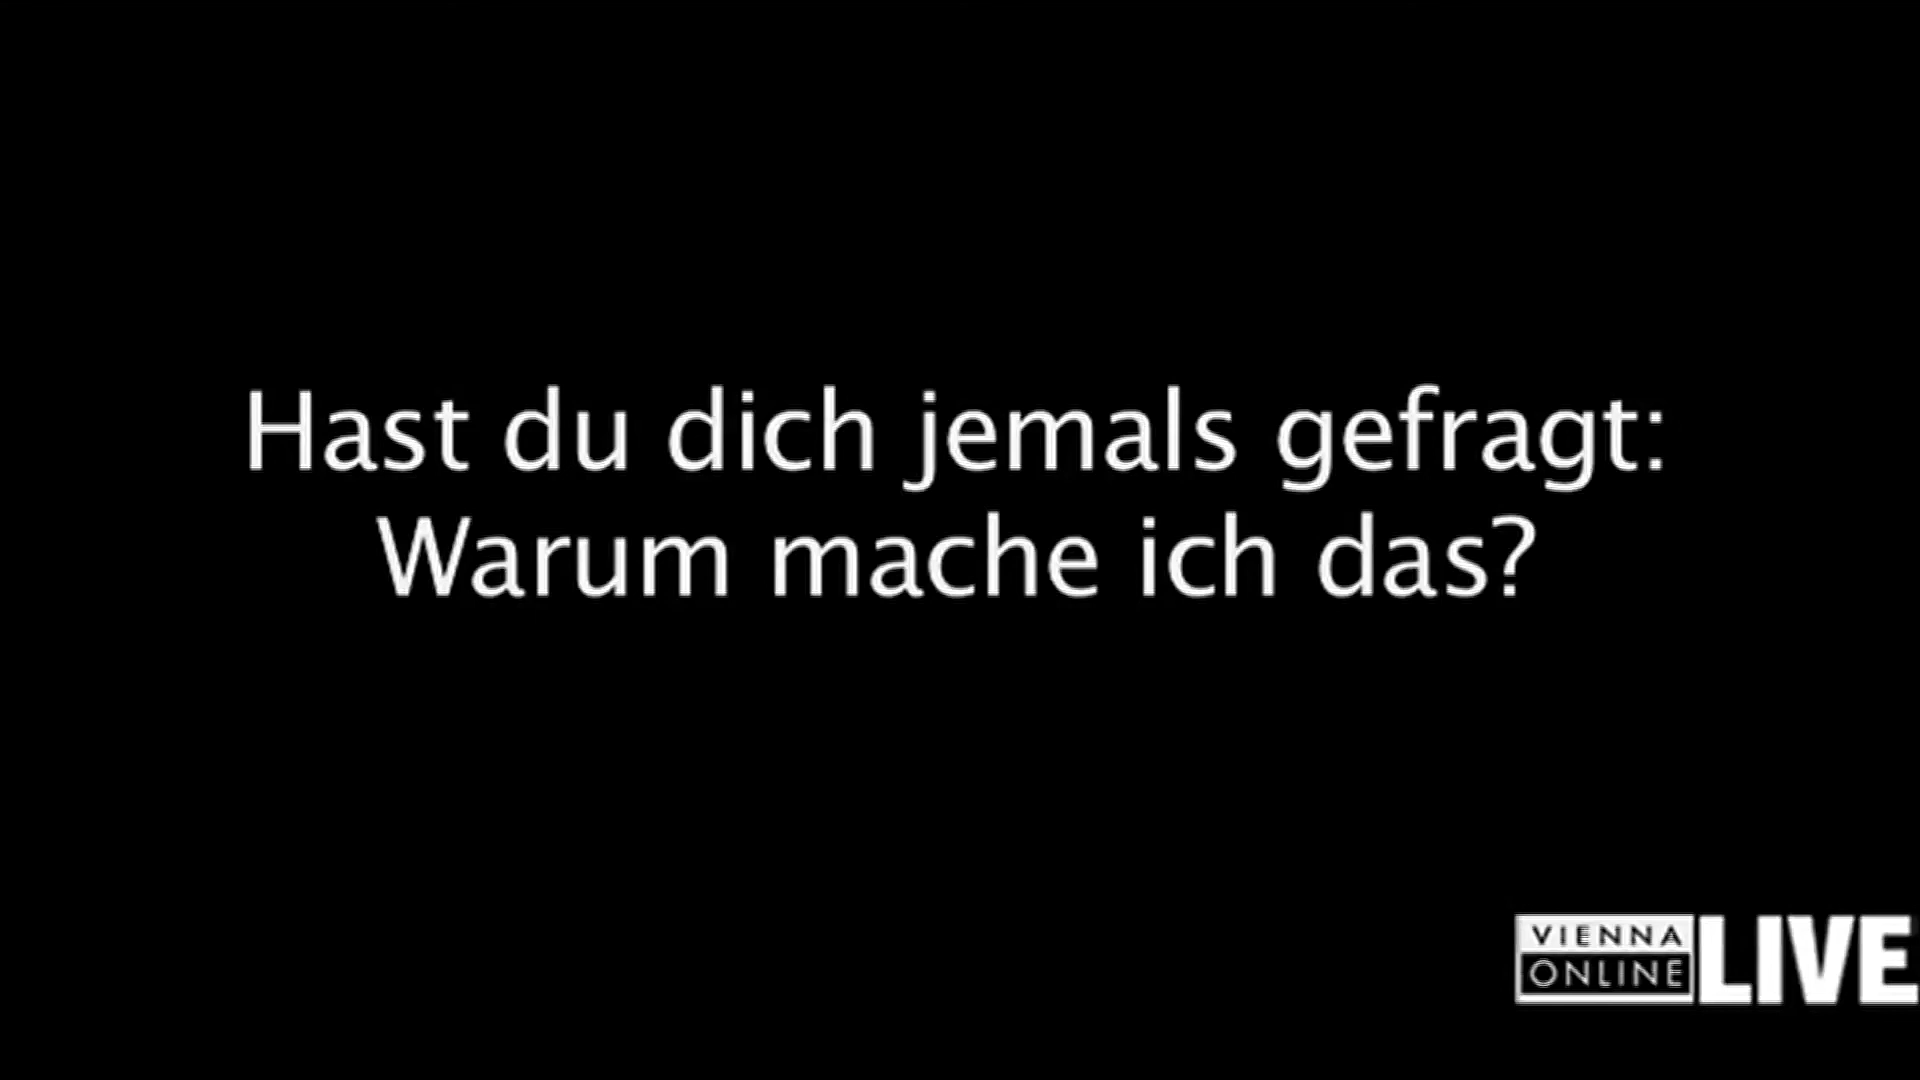 Hast du dich jemals gefragt:
Warum mache ich das?
VIENNA
ONLINE
LIVE